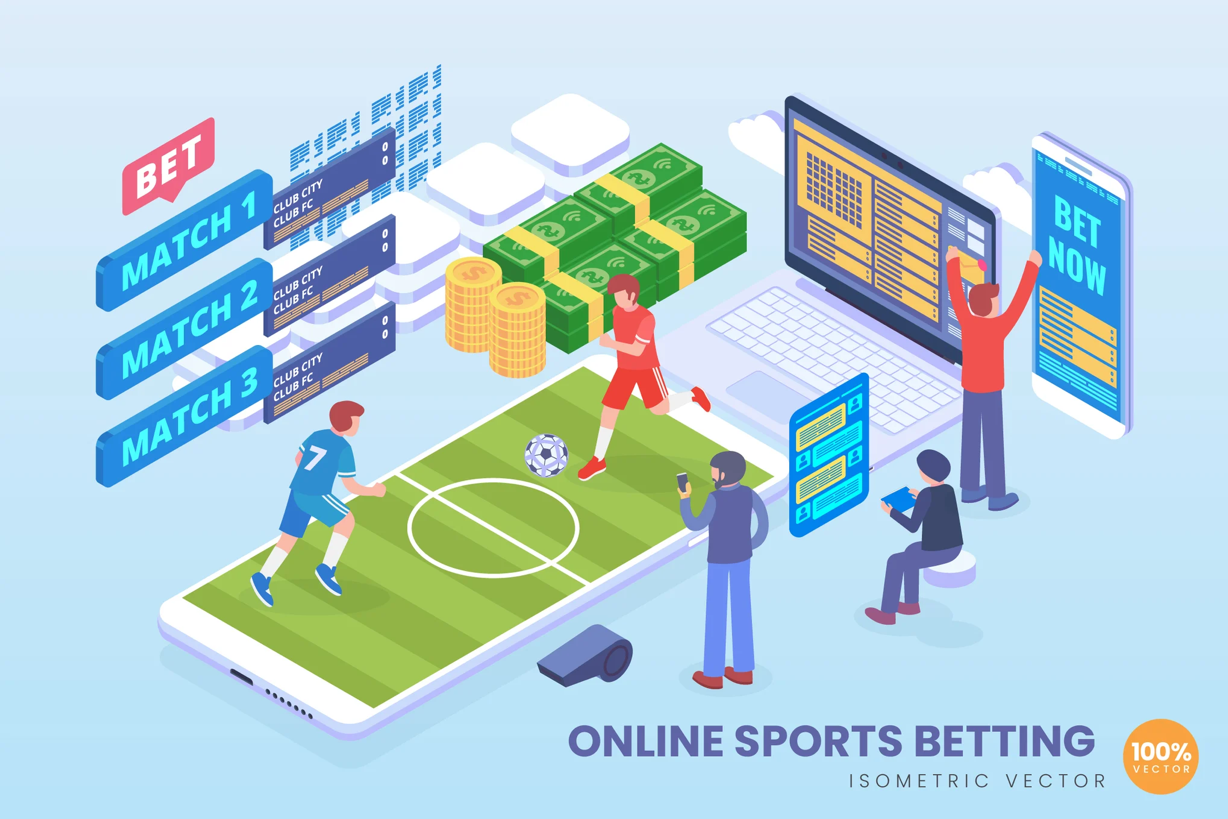 BET
MATCH 1
CLUB CITY
CLUB FC
0
0
MATCH 2
CLUB CITY
CLUB FC
0
0
MATCH 3
CLUB CITY
CLUB FC
0
0
7
BET
NOW
ONLINE SPORTS BETTING
ISOMETRIC VECTOR
100%
VECTOR